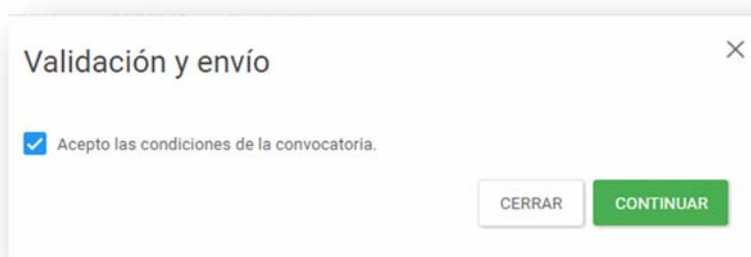 Validación y envío
Acepto las condiciones de la convocatoria.
CERRAR
CONTINUAR